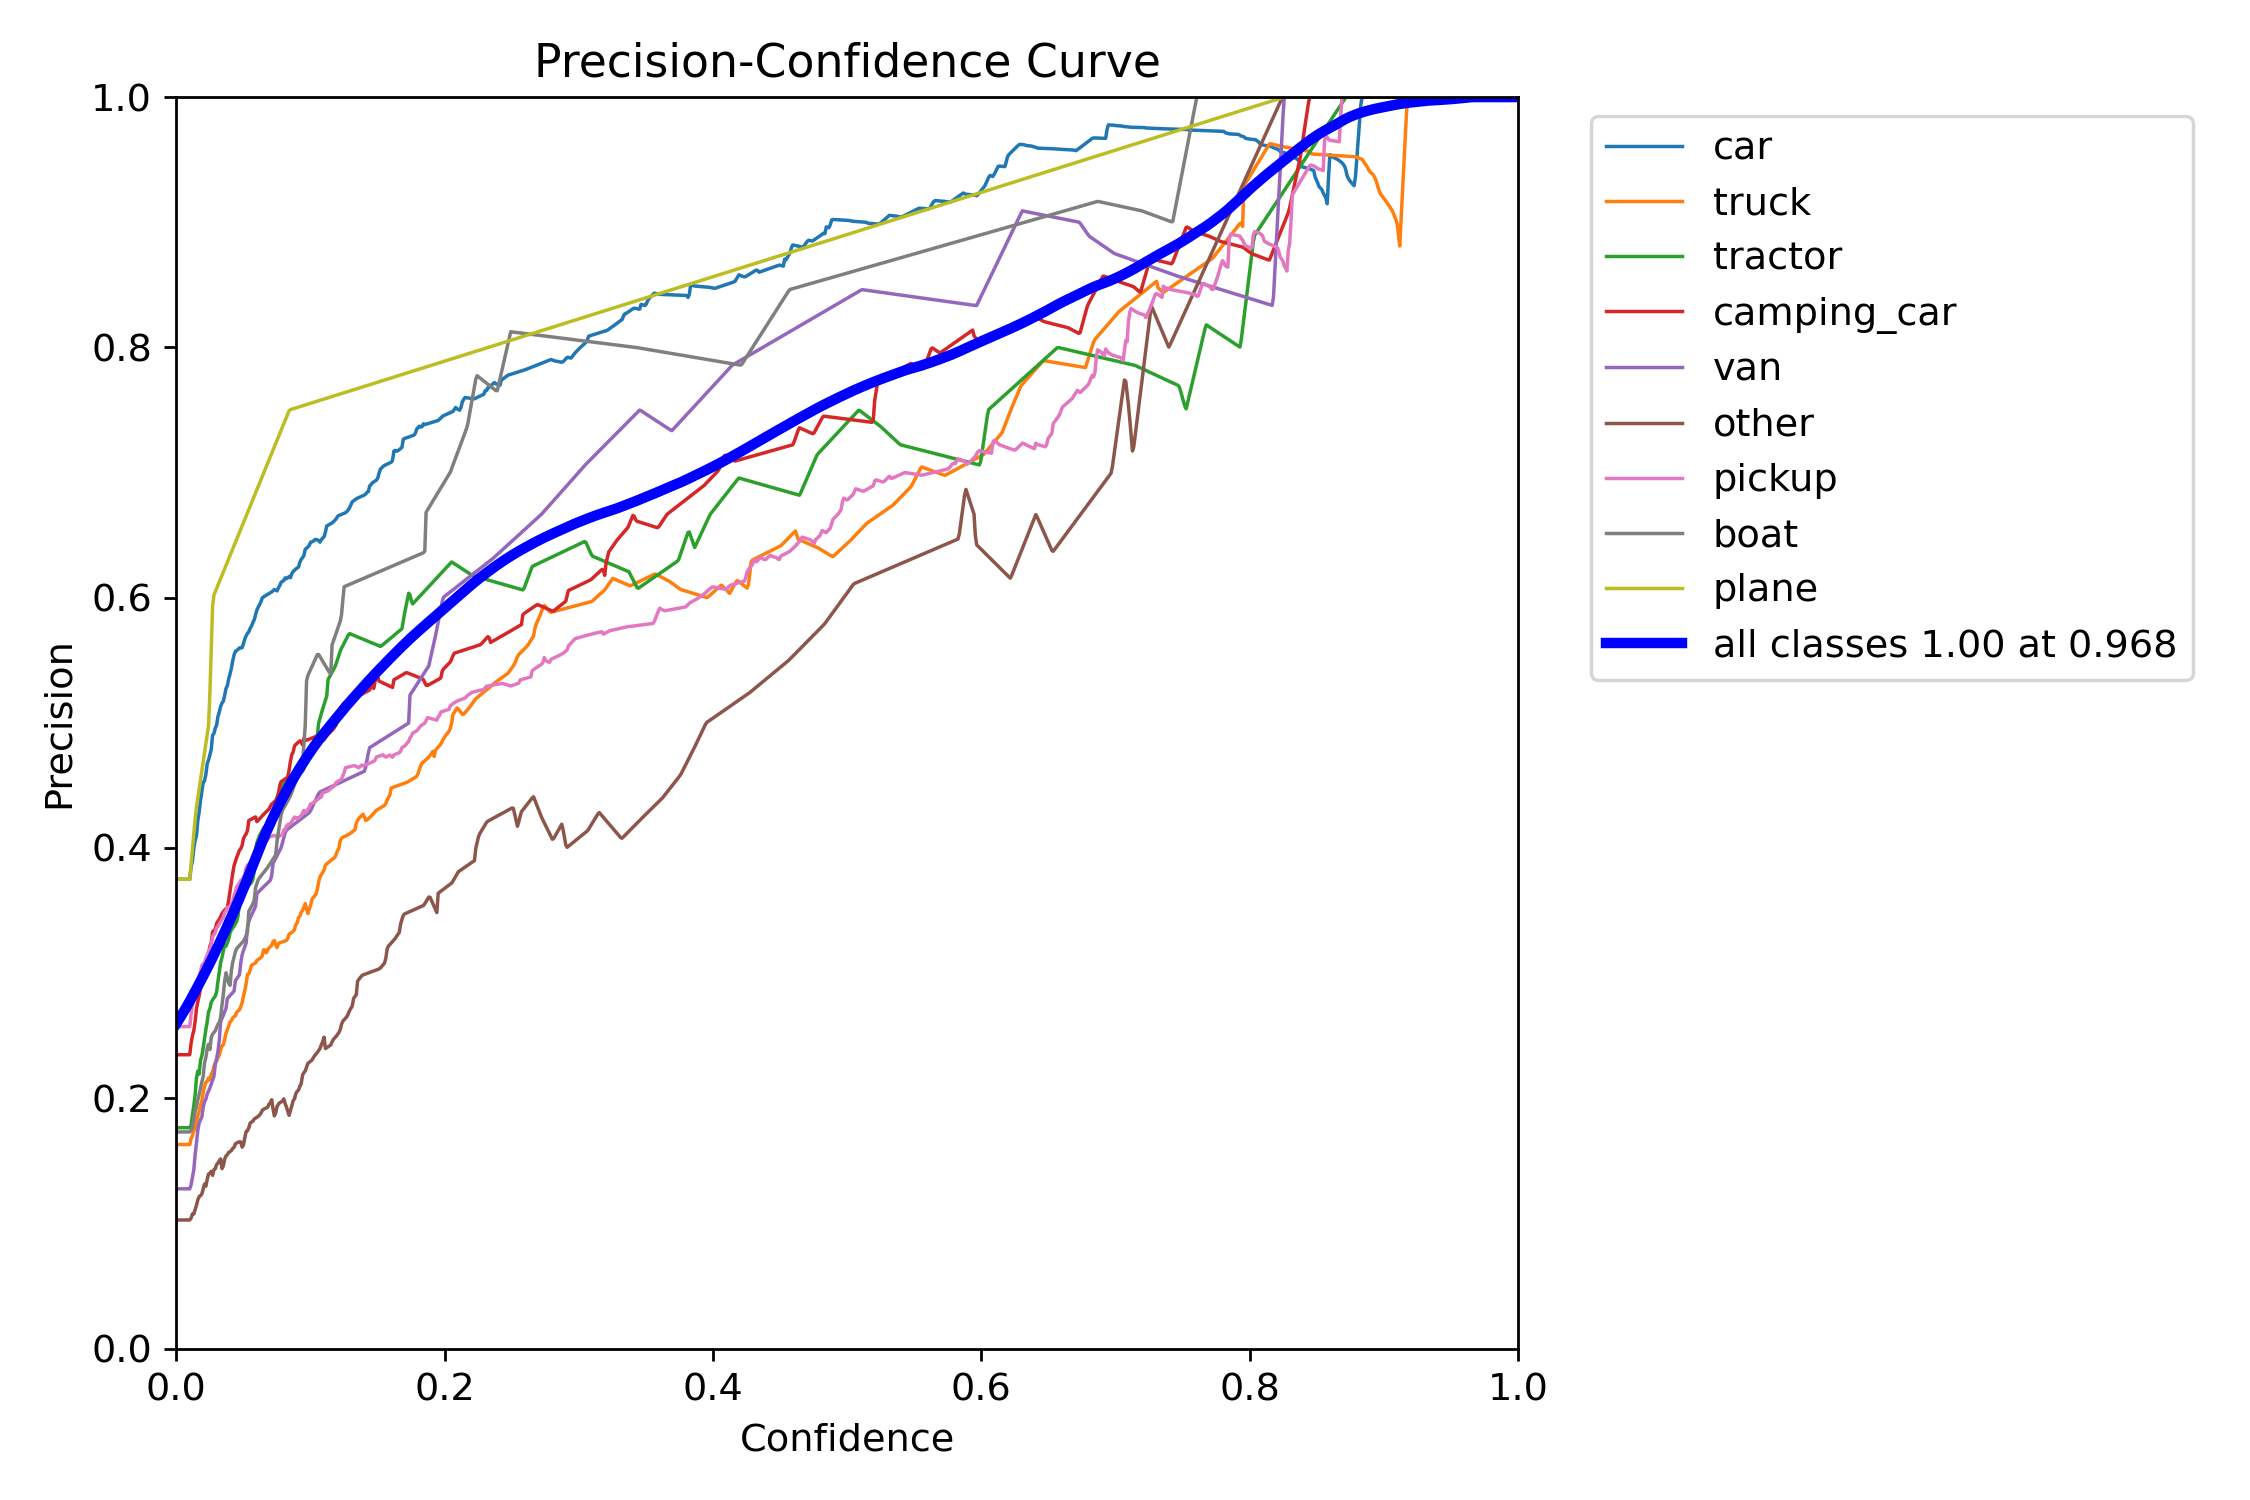 Precision-Confidence Curve
1.0
0.8
0.6
0.4
0.2
0.0
Precision
0.0 0.2 0.4 0.6 0.8 1.0
Confidence
car
truck
tractor
camping_car
van
other
pickup
boat
plane
all classes 1.00 at 0.968